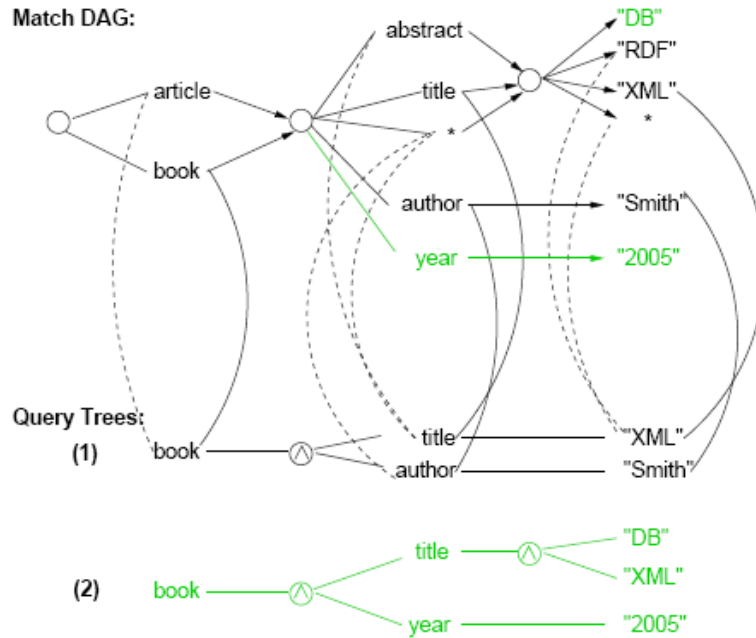 Match DAG:
abstract
"DB"
"RDF"
article
title
"XML"
*
*
book
author
"Smith"
year
"2005"
Query Trees:
(1)
book
∧
title
"XML"
author
"Smith"
(2)
book
∧
title
∧
"DB"
"XML"
year
"2005"